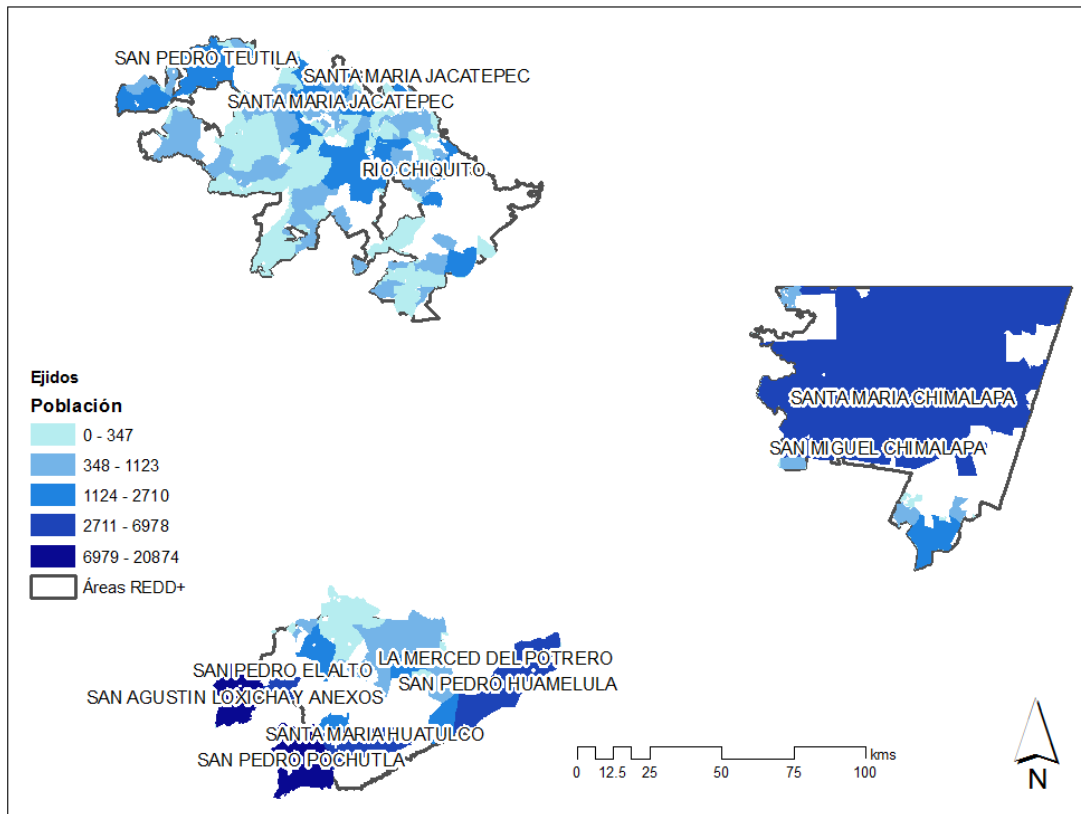 SAN PEDRO TEUTILA
SANTA MARIA JACATEPEC
SANTA MARIA JACATEPEC
RIO CHIQUITO
Ejidos
Población
0 - 347
348 - 1123
1124 - 2710
2711 - 6978
6979 - 20874
Áreas REDD+
SANTA MARIA CHIMALAPA
SAN MIGUEL CHIMALAPA
LA MERCED DEL POTRERO
SAN PEDRO EL ALTO
SAN PEDRO HUAMELULA
SAN AGUSTIN LOXICHA Y ANEXOS
SANTA MARIA HUATULCO
SAN PEDRO POCHUTLA
kms
0 12.5 25 50 75 100
N